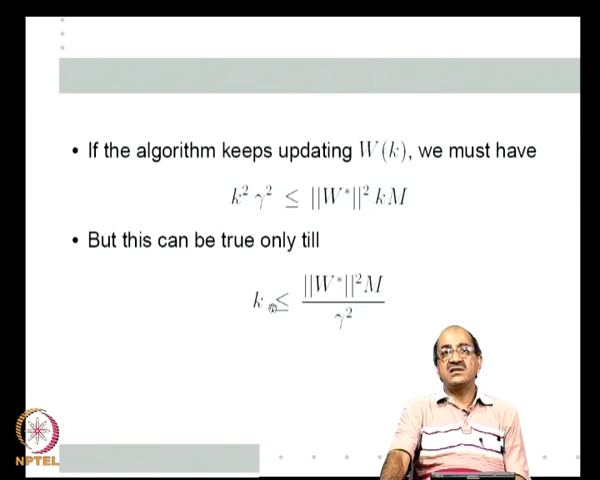 • If the algorithm keeps updating W(k), we must have
k² γ² ≤ ||W*||² kM
• But this can be true only till
k ≤ ||W*||² M / γ²
NPTEL